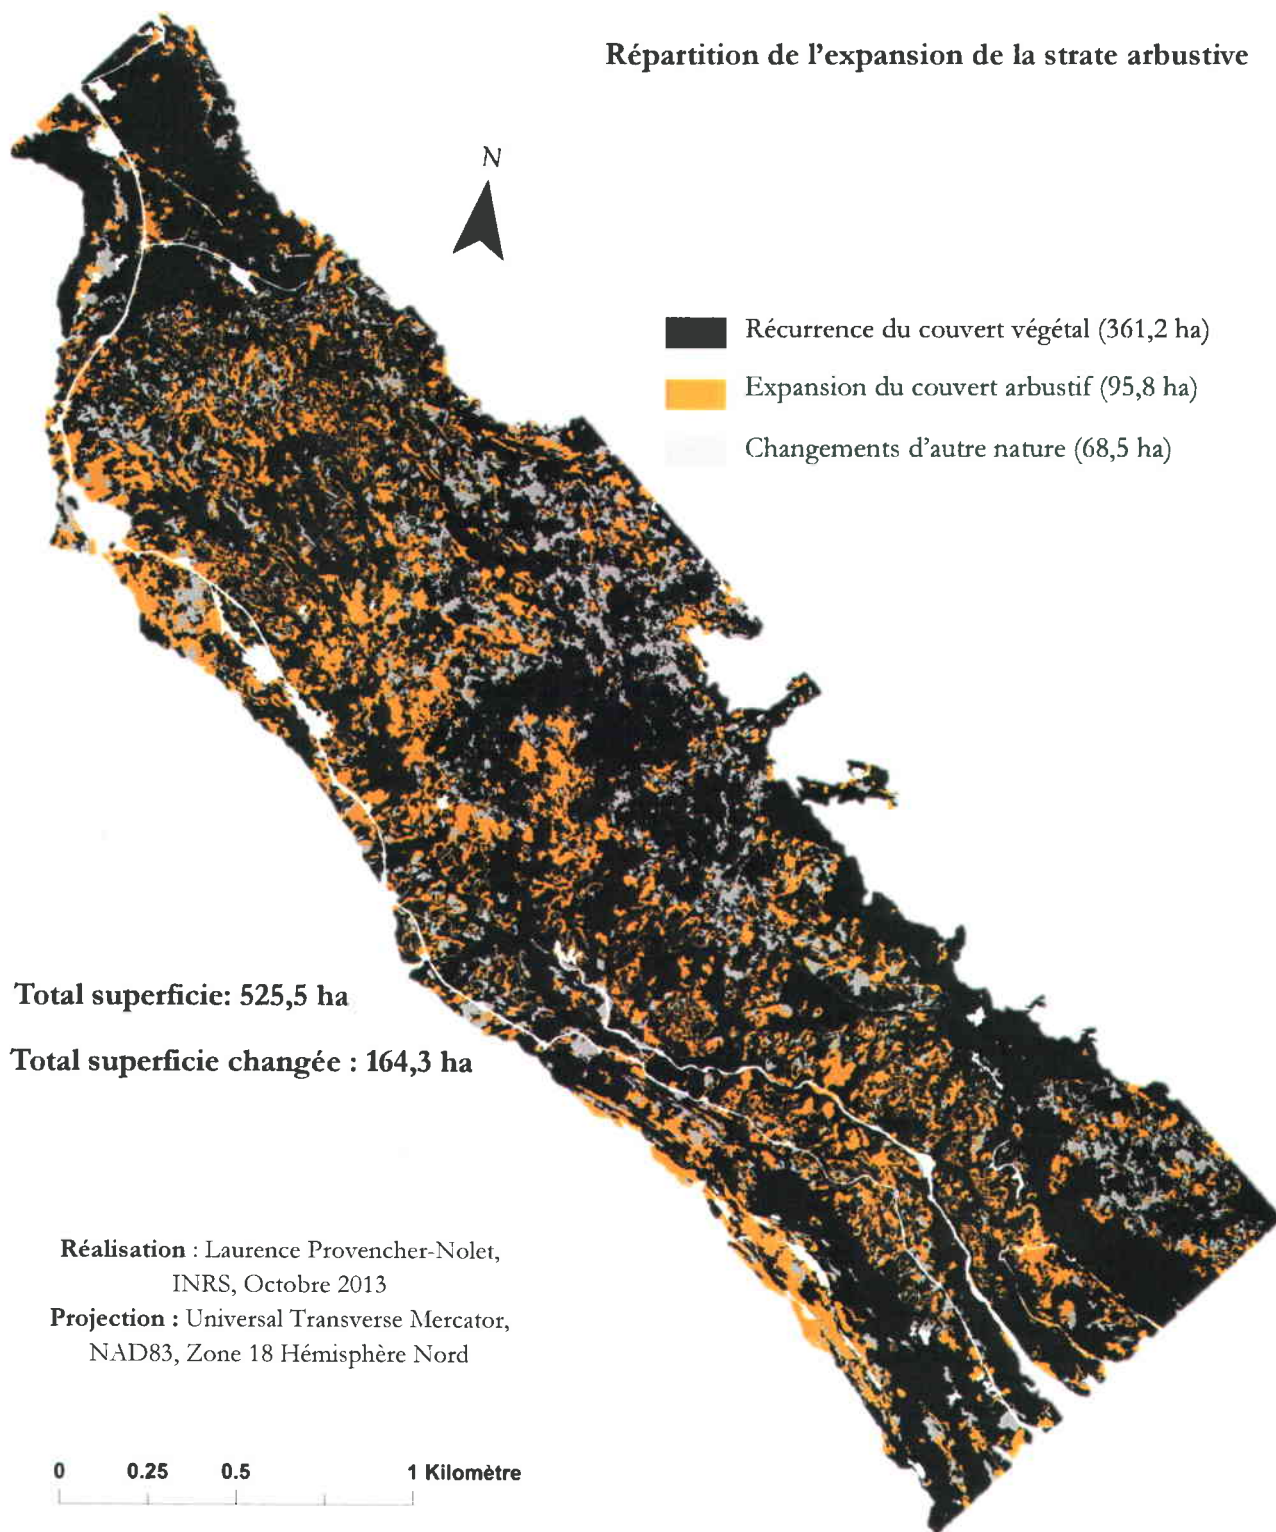 Répartition de l'expansion de la strate arbustive
N
Récurrence du couvert végétal (361,2 ha)
Expansion du couvert arbustif (95,8 ha)
Changements d'autre nature (68,5 ha)
Total superficie: 525,5 ha
Total superficie changée : 164,3 ha
Réalisation : Laurence Provencher-Nolet,
INRS, Octobre 2013
Projection : Universal Transverse Mercator,
NAD83, Zone 18 Hémisphère Nord
0 0.25 0.5 1 Kilomètre